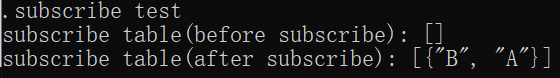 .subscribe test
subscribe table(before subscribe): []
subscribe table(after subscribe): [{"B", "A"}]